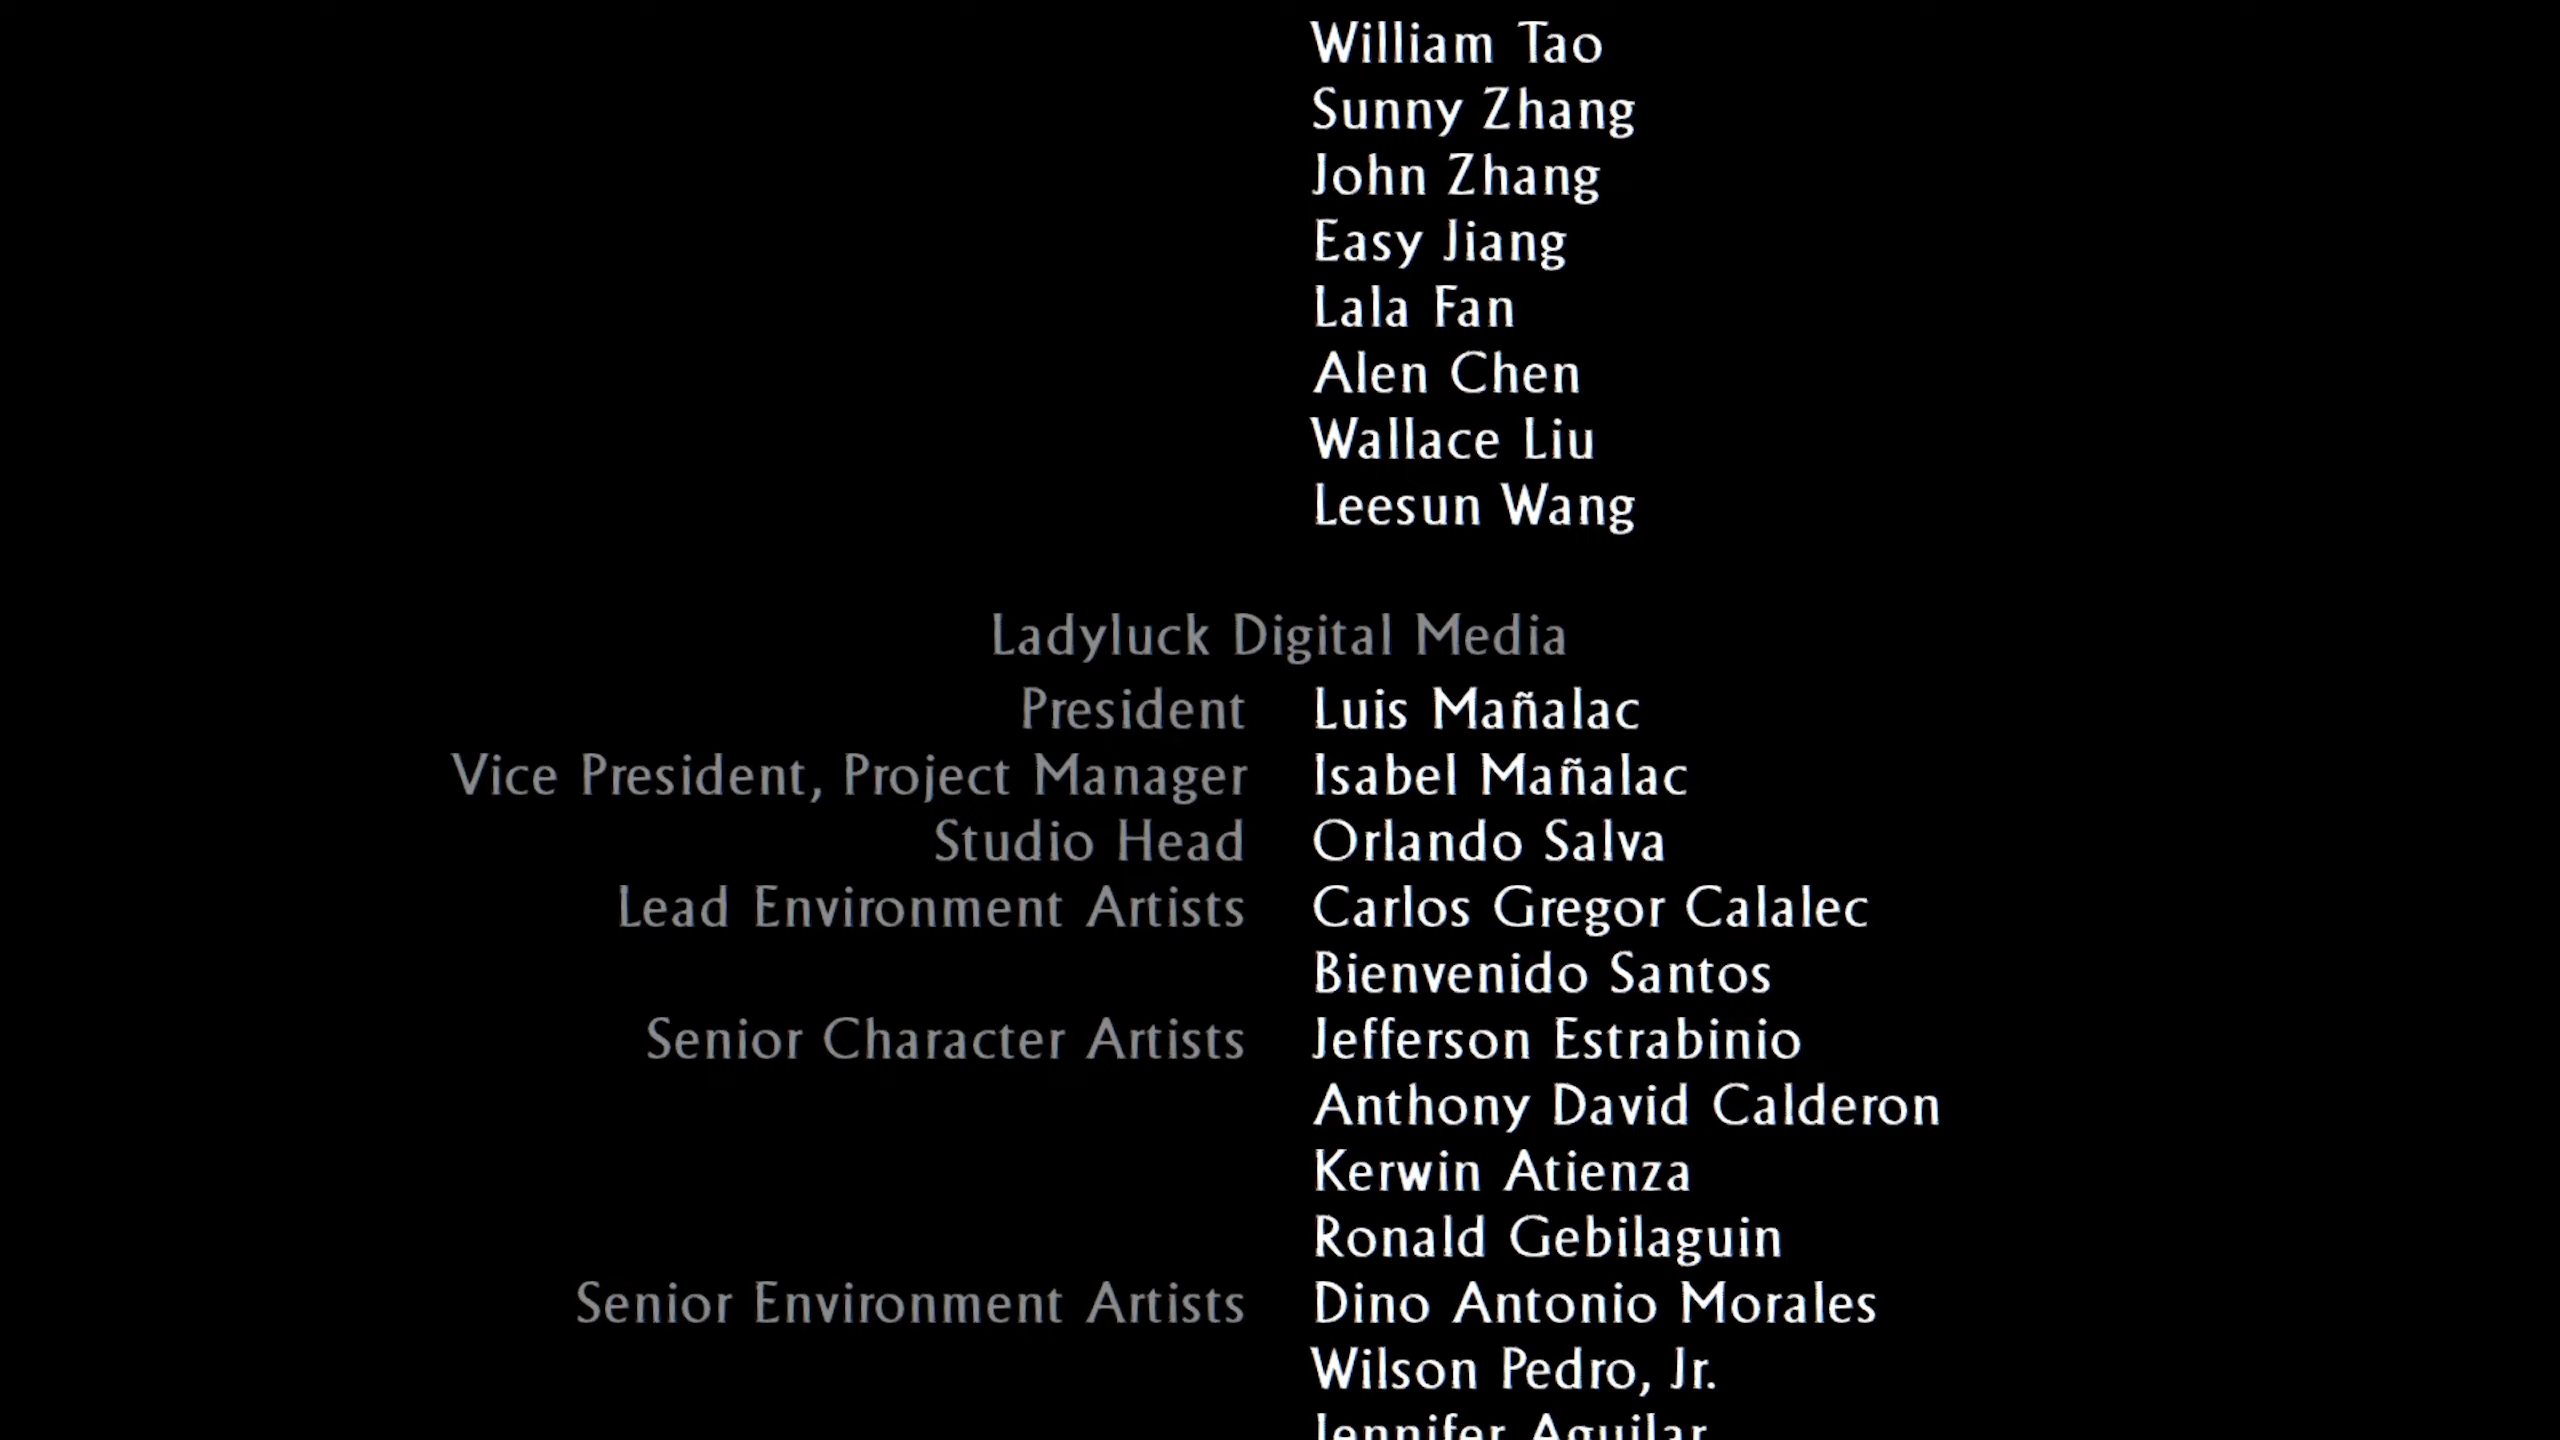 William Tao
Sunny Zhang
John Zhang
Easy Jiang
Lala Fan
Alen Chen
Wallace Liu
Leesun Wang
Ladyluck Digital Media
President Luis Mañalac
Vice President, Project Manager Isabel Mañalac
Studio Head Orlando Salva
Lead Environment Artists Carlos Gregor Calalec
Bienvenido Santos
Senior Character Artists Jefferson Estrabinio
Anthony David Calderon
Kerwin Atienza
Ronald Gebilaguin
Senior Environment Artists Dino Antonio Morales
Wilson Pedro, Jr.
Jennifer Aguilar